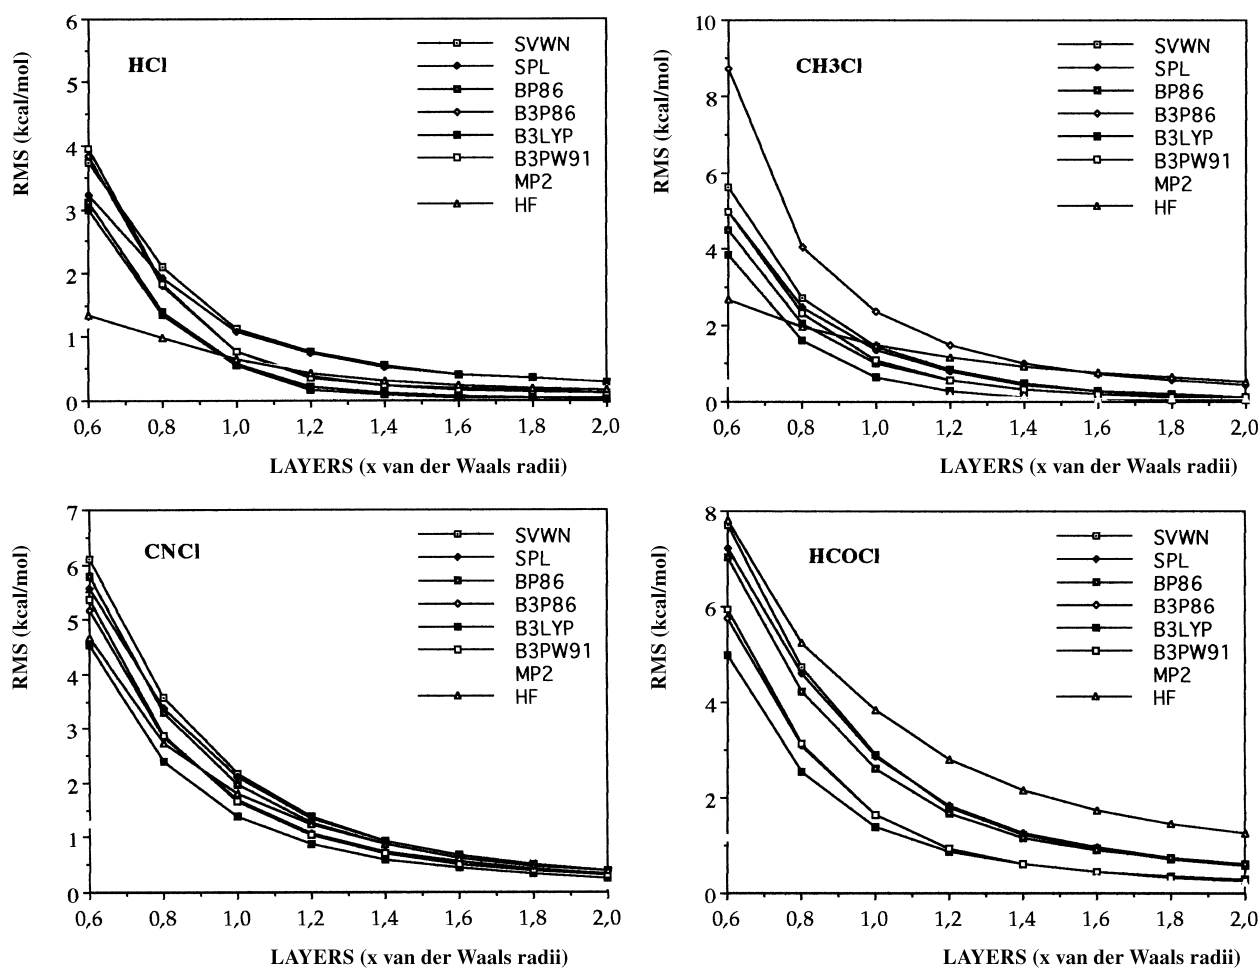 HCl
RMS (kcal/mol)
6
5
4
3
2
1
0
SVWN
SPL
BP86
B3P86
B3LYP
B3PW91
MP2
HF
0,6 0,8 1,0 1,2 1,4 1,6 1,8 2,0
LAYERS (x van der Waals radii)
CH3Cl
RMS (kcal/mol)
10
8
6
4
2
0
SVWN
SPL
BP86
B3P86
B3LYP
B3PW91
MP2
HF
0,6 0,8 1,0 1,2 1,4 1,6 1,8 2,0
LAYERS (x van der Waals radii)
CNCl
RMS (kcal/mol)
7
6
5
4
3
2
1
0
SVWN
SPL
BP86
B3P86
B3LYP
B3PW91
MP2
HF
0,6 0,8 1,0 1,2 1,4 1,6 1,8 2,0
LAYERS (x van der Waals radii)
HCOCl
RMS (kcal/mol)
8
6
4
2
0
SVWN
SPL
BP86
B3P86
B3LYP
B3PW91
MP2
HF
0,6 0,8 1,0 1,2 1,4 1,6 1,8 2,0
LAYERS (x van der Waals radii)